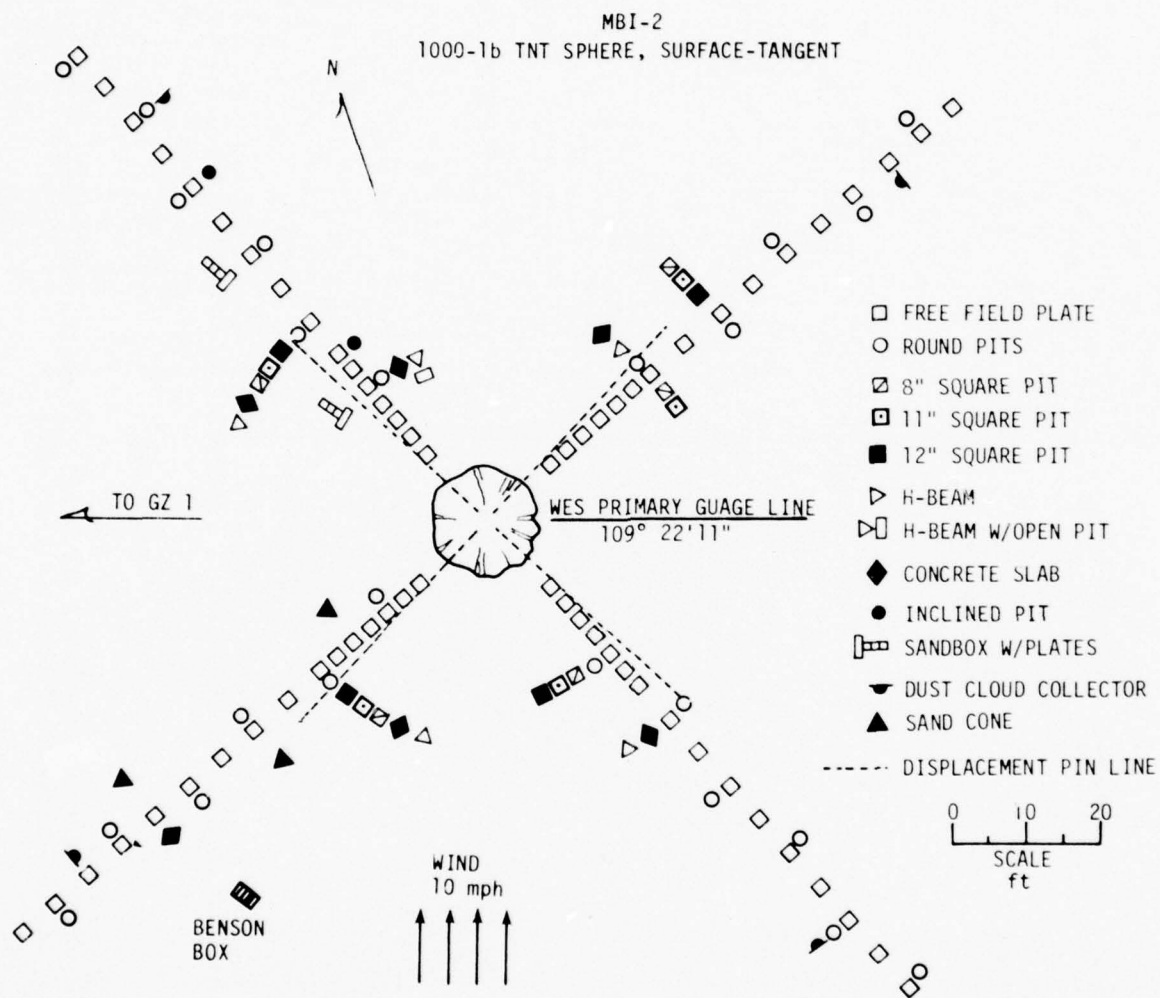 MBI-2
1000-lb TNT SPHERE, SURFACE-TANGENT
N
FREE FIELD PLATE
ROUND PITS
8" SQUARE PIT
11" SQUARE PIT
12" SQUARE PIT
H-BEAM
H-BEAM W/OPEN PIT
CONCRETE SLAB
INCLINED PIT
SANDBOX W/PLATES
DUST CLOUD COLLECTOR
SAND CONE
DISPLACEMENT PIN LINE
TO GZ 1
WES PRIMARY GUAGE LINE
109° 22'11"
0 10 20
SCALE
ft
WIND
10 mph
BENSON
BOX